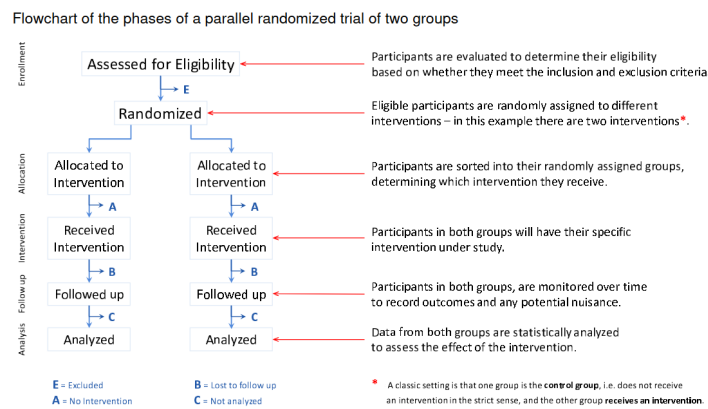 Flowchart of the phases of a parallel randomized trial of two groups
Enrollment
Assessed for Eligibility
Participants are evaluated to determine their eligibility
based on whether they meet the inclusion and exclusion criteria
E
Randomized
Eligible participants are randomly assigned to different
interventions – in this example there are two interventions*.
Allocation
Allocated to
Intervention
Allocated to
Intervention
Participants are sorted into their randomly assigned groups,
determining which intervention they receive.
A
A
Intervention
Received
Intervention
Received
Intervention
Participants in both groups will have their specific
intervention under study.
B
B
Follow up
Followed up
Followed up
Participants in both groups, are monitored over time
to record outcomes and any potential nuisance.
C
C
Analysis
Analyzed
Analyzed
Data from both groups are statistically analyzed
to assess the effect of the intervention.
E = Excluded
A = No Intervention
B = Lost to follow up
C = Not analyzed
* A classic setting is that one group is the control group, i.e. does not receive
an intervention in the strict sense, and the other group receives an intervention.